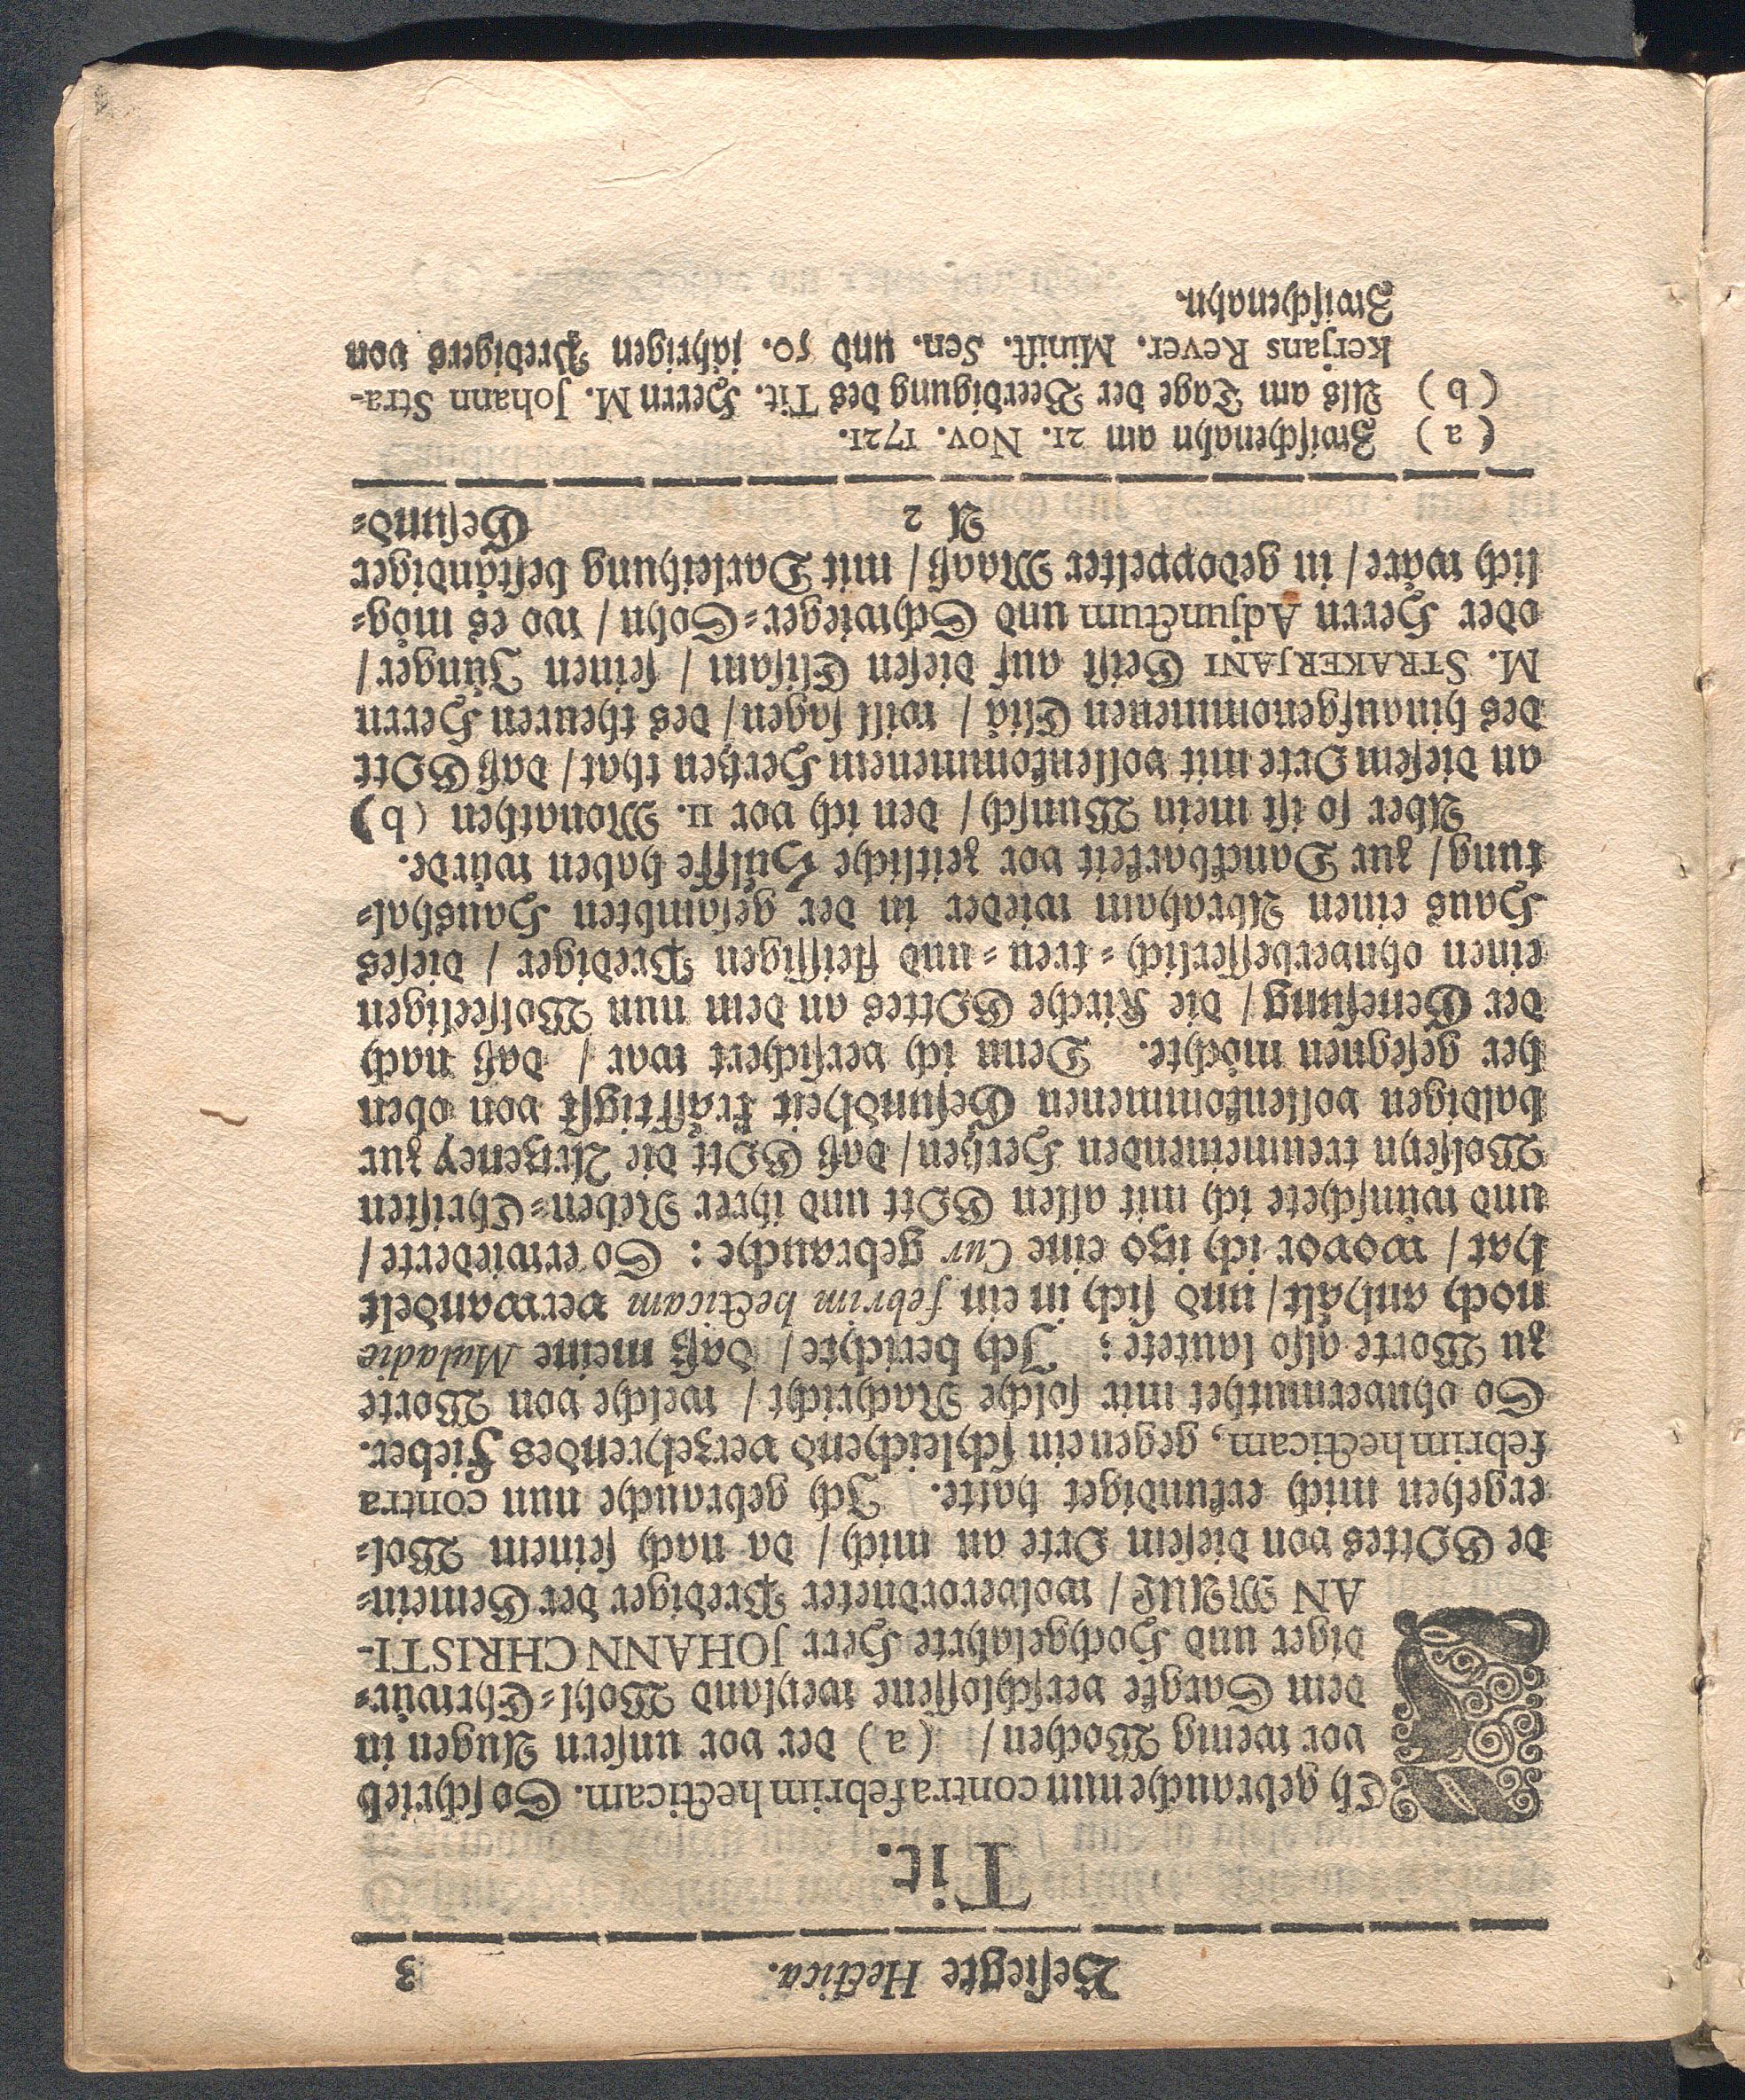 Besiegte Hectica. 3
Tit.
ICh gebrauche nun contra febrim hecticam. So schrieb
vor wenig Wochen / (a) der vor unsern Augen in
dem Sargke verschlossene weyland Wohl-Ehrwür-
diger und Hochgelahrte Herr JOHANN CHRISTI-
AN MAUL / wolverordneter Prediger der Gemein-
de GOttes von diesem Orte an mich / da nach seinem Wol-
ergehen mich erkundiget hatte. Ich gebrauche nun contra
febrim hecticam, gegen ein schleichend verzehrendes Fieber.
So ohnvermuthet mir solche Nachricht / welche von Worte
zu Worte also lautete: Ich berichte / daß meine Maladie
noch anhält / und sich in ein febrim hecticam verwandelt
hat / wovor ich itzo eine Cur gebrauche: So erwiederte /
und wünschete ich mit allen GOtt und ihrer Neben-Christen
Wolseyn treumeinenden Hertzen / daß GOtt die Artzeney zur
baldigen vollenkommenen Gesundheit kräfftigst von oben
her gesegnen möchte. Denn ich versichert war / daß nach
der Genesung / die Kirche GOttes an dem nun Wolseeligen
einen ohnverbesserlich-treu-und fleissigen Prediger / dieses
Haus einen Abraham wieder in der gesambten Haushal-
tung / zur Danckbarkeit vor zeitliche Hülffe haben würde.
Aber so ist mein Wunsch / den ich vor 11. Monathen (b)
an diesem Orte mit vollenkommenem Hertzen that / daß GOtt
des hinaufgenommenen Eliä / will sagen / des theuren Herrn
M. STRAKERJANI Geist auf diesen Elisam / seinen Jünger /
oder Herrn Adjunctum und Schwieger-Sohn / wo es mög-
lich wäre / in gedoppelter Maaß / mit Darleihung beständiger
A 2 Gesund-
(a) Zwischenahn am 21. Nov. 1721.
(b) Als am Tage der Beerdigung des Tit. Herrn M. Johann Stra-
kerjans Rever. Minist. Sen. und 50. jährigen Predigers von
Zwischenahn.